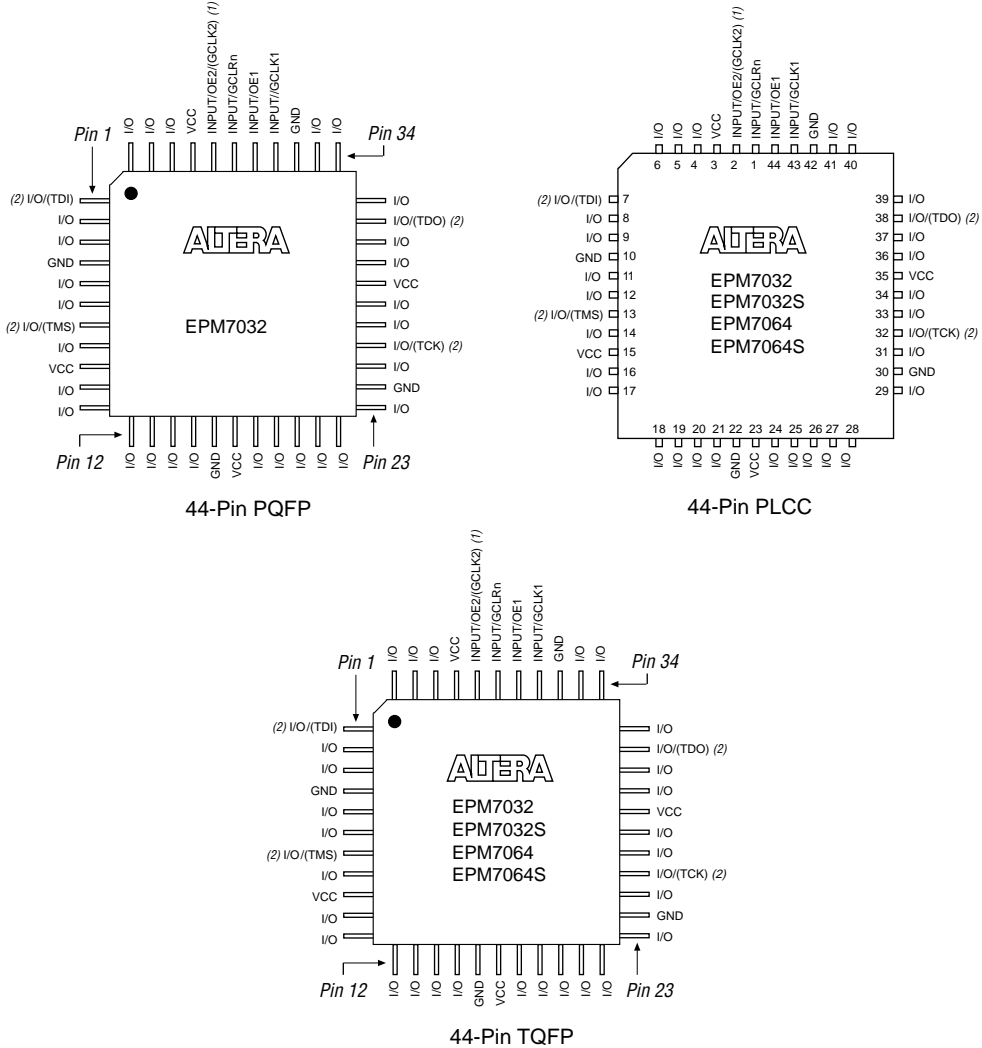 I/O
I/O
I/O
VCC
INPUT/OE2/(GCLK2) (1)
INPUT/GCLRn
INPUT/OE1
INPUT//GCLK1
GND
I/O
I/O
Pin 1
Pin 34
(2) I/O/(TDI)
I/O
I/O
GND
I/O
I/O
(2) I/O/(TMS)
I/O
VCC
I/O
I/O
ALTERA
EPM7032
I/O
I/O/(TDO) (2)
I/O
I/O
VCC
I/O
I/O
I/O/(TCK) (2)
I/O
GND
I/O
Pin 12
I/O
I/O
I/O
I/O
GND
VCC
I/O
I/O
I/O
I/O
I/O
Pin 23
44-Pin PQFP
I/O
I/O
I/O
VCC
INPUT/OE2/(GCLK2) (1)
INPUT/GCLRn
INPUT/OE1
INPUT/GCLK1
GND
I/O
I/O
6 5 4 3 2 1 44 43 42 41 40
(2) I/O/(TDI) 7
I/O 8
I/O 9
GND 10
I/O 11
I/O 12
(2) I/O/(TMS) 13
I/O 14
VCC 15
I/O 16
I/O 17
ALTERA
EPM7032
EPM7032S
EPM7064
EPM7064S
39 I/O
38 I/O/(TDO) (2)
37 I/O
36 I/O
35 VCC
34 I/O
33 I/O
32 I/O/(TCK) (2)
31 I/O
30 GND
29 I/O
18 19 20 21 22 23 24 25 26 27 28
I/O
I/O
I/O
I/O
GND
VCC
I/O
I/O
I/O
I/O
I/O
44-Pin PLCC
I/O
I/O
I/O
VCC
INPUT/OE2/(GCLK2) (1)
INPUT/GCLRn
INPUT/OE1
INPUT/GCLK1
GND
I/O
I/O
Pin 1
Pin 34
(2) I/O/(TDI)
I/O
I/O
GND
I/O
I/O
(2) I/O/(TMS)
I/O
VCC
I/O
I/O
ALTERA
EPM7032
EPM7032S
EPM7064
EPM7064S
I/O
I/O/(TDO) (2)
I/O
I/O
VCC
I/O
I/O
I/O/(TCK) (2)
I/O
GND
I/O
Pin 12
I/O
I/O
I/O
I/O
GND
VCC
I/O
I/O
I/O
I/O
I/O
Pin 23
44-Pin TQFP